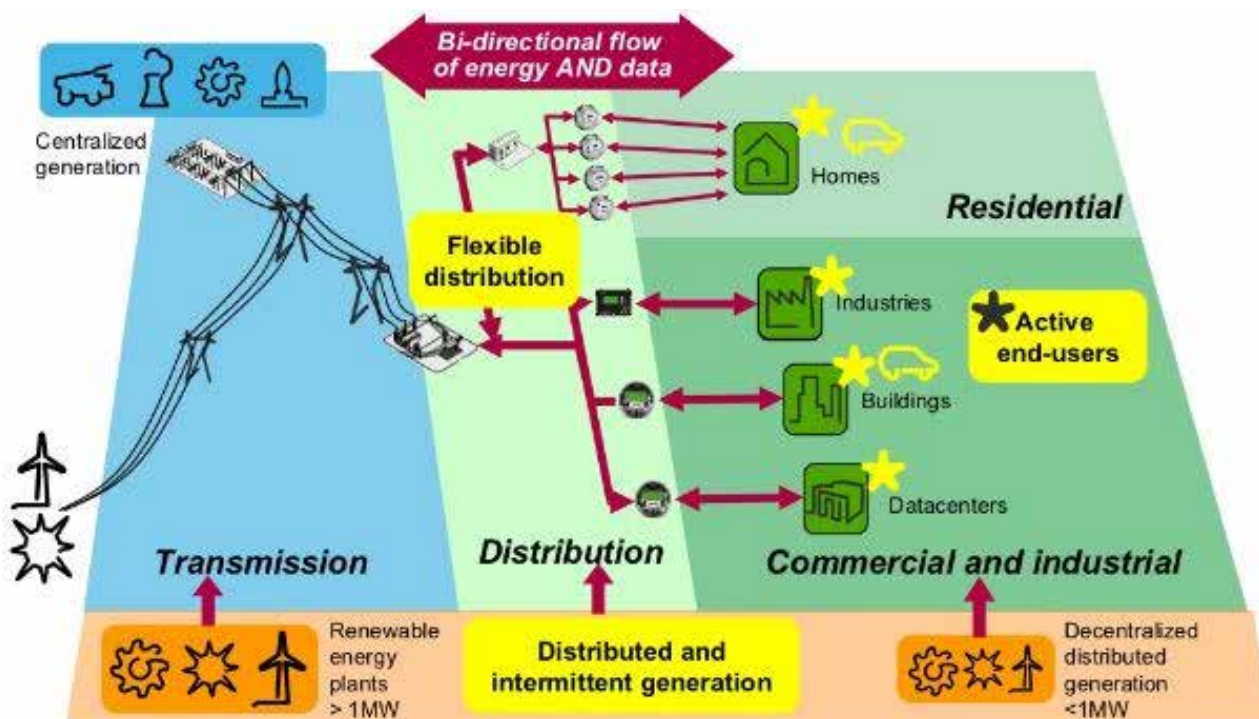 Bi-directional flow
of energy AND data
Centralized
generation
Homes
Residential
Flexible
distribution
Industries
Active
end-users
Buildings
Datacenters
Transmission
Distribution
Commercial and industrial
Renewable
energy
plants
> 1MW
Distributed and
intermittent generation
Decentralized
distributed
generation
<1MW